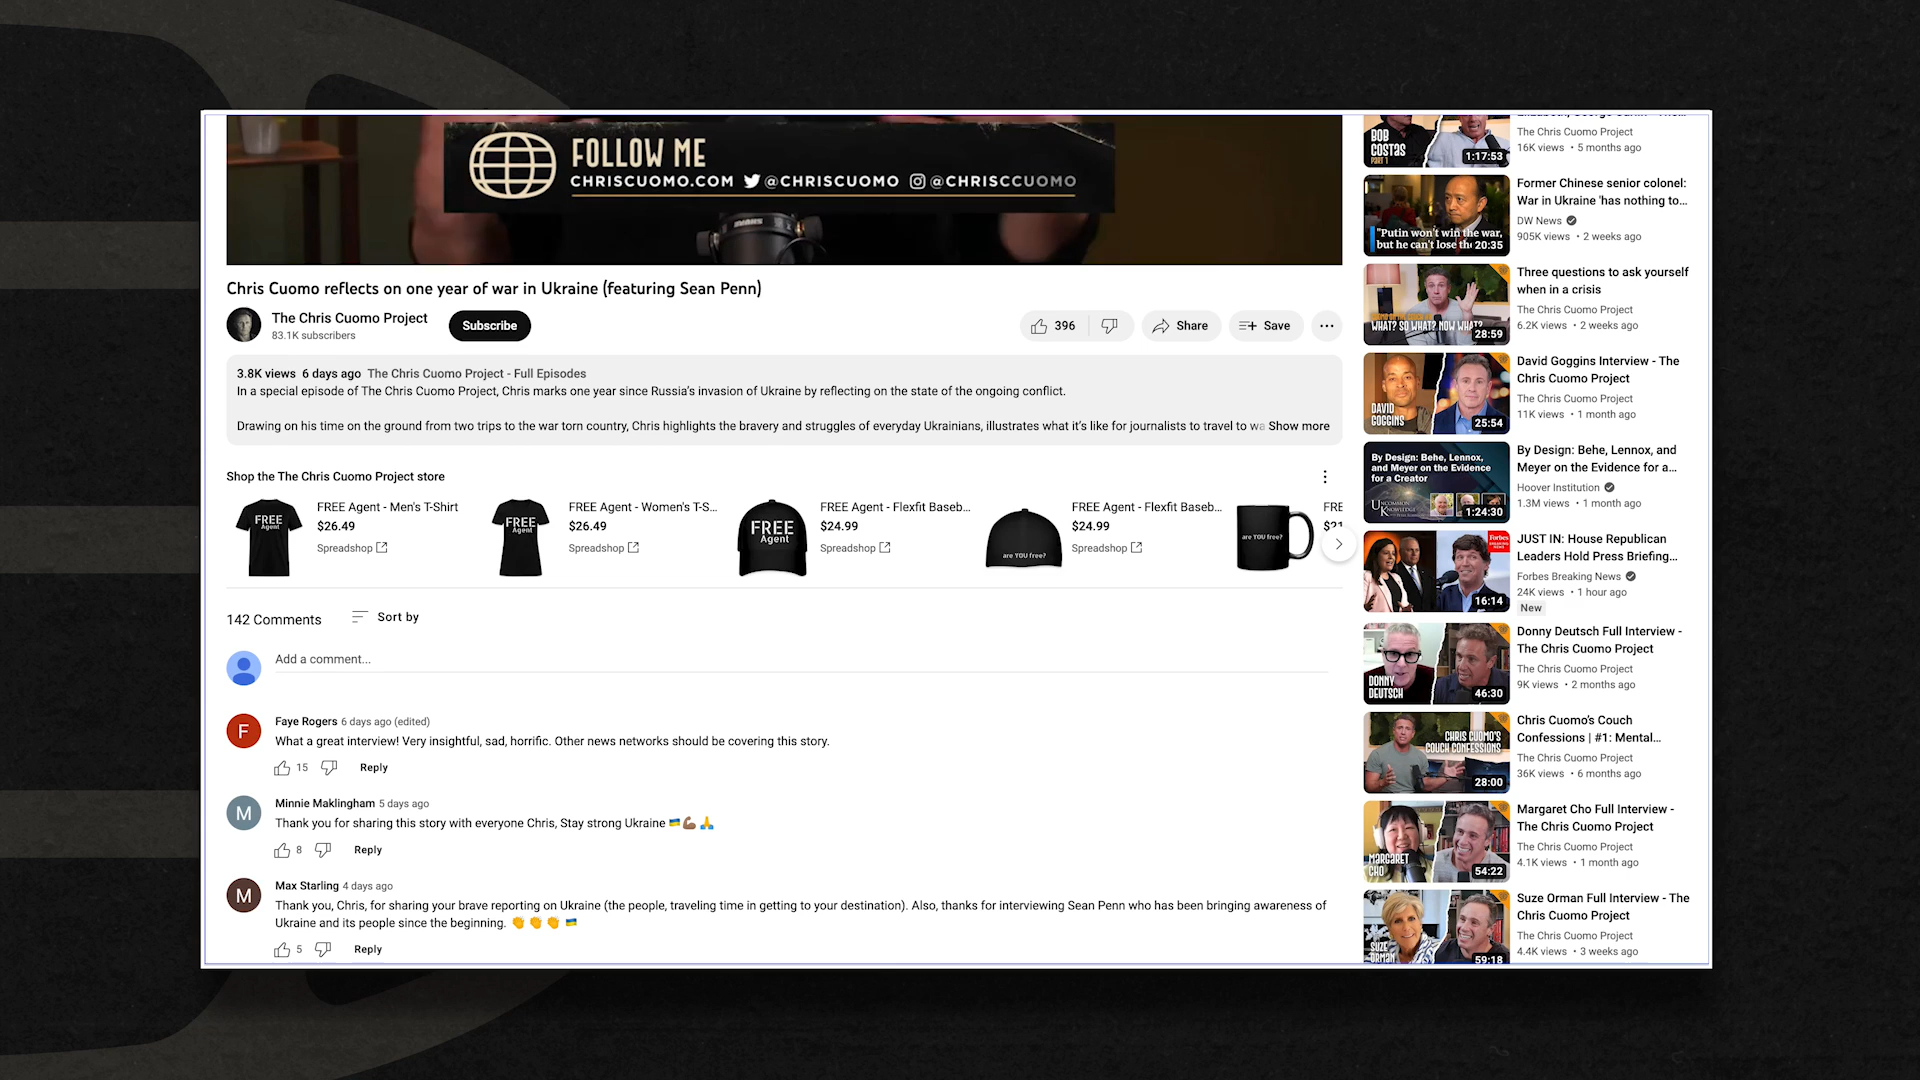 FOLLOW ME
CHRISCUOMO.COM @CHRISCUOMO @CHRISCCUOMO
Chris Cuomo reflects on one year of war in Ukraine (featuring Sean Penn)
The Chris Cuomo Project
83.1K subscribers
Subscribe
396
Share
Save
3.8K views 6 days ago The Chris Cuomo Project - Full Episodes
In a special episode of The Chris Cuomo Project, Chris marks one year since Russia's invasion of Ukraine by reflecting on the state of the ongoing conflict.
Drawing on his time on the ground from two trips to the war torn country, Chris highlights the bravery and struggles of everyday Ukrainians, illustrates what it's like for journalists to travel to wa Show more
Shop the The Chris Cuomo Project store
FREE Agent
FREE Agent - Men's T-Shirt
$26.49
Spreadshop
FREE Agent
FREE Agent - Women's T-S...
$26.49
Spreadshop
FREE Agent
FREE Agent - Flexfit Baseb...
$24.99
Spreadshop
are YOU free?
FREE Agent - Flexfit Baseb...
$24.99
Spreadshop
are YOU free?
FRE
$21
142 Comments
Sort by
Add a comment...
F
Faye Rogers 6 days ago (edited)
What a great interview! Very insightful, sad, horrific. Other news networks should be covering this story.
15
Reply
M
Minnie Maklingham 5 days ago
Thank you for sharing this story with everyone Chris, Stay strong Ukraine 🇺🇦💪🏽🙏
8
Reply
M
Max Starling 4 days ago
Thank you, Chris, for sharing your brave reporting on Ukraine (the people, traveling time in getting to your destination). Also, thanks for interviewing Sean Penn who has been bringing awareness of
Ukraine and its people since the beginning. 👏 👏 👏 🇺🇦
5
Reply
BOB
COSTAS
PART 1
1:17:53
The Chris Cuomo Project
16K views • 5 months ago
"Putin won't win the war,
but he can't lose the
20:35
Former Chinese senior colonel:
War in Ukraine 'has nothing to...
DW News
905K views • 2 weeks ago
WHAT? SO WHAT? NOW WHAT?
28:59
Three questions to ask yourself
when in a crisis
The Chris Cuomo Project
6.2K views • 2 weeks ago
DAVID
GOGGINS
25:54
David Goggins Interview - The
Chris Cuomo Project
The Chris Cuomo Project
11K views • 1 month ago
By Design: Behe, Lennox,
and Meyer on the Evidence
for a Creator
UNCOMMON
KNOWLEDGE
1:24:30
By Design: Behe, Lennox, and
Meyer on the Evidence for a...
Hoover Institution
1.3M views • 1 month ago
Forbes
16:14
JUST IN: House Republican
Leaders Hold Press Briefing...
Forbes Breaking News
24K views • 1 hour ago
New
DONNY
DEUTSCH
46:30
Donny Deutsch Full Interview -
The Chris Cuomo Project
The Chris Cuomo Project
9K views • 2 months ago
CHRIS CUOMO'S
COUCH CONFESSIONS
28:00
Chris Cuomo's Couch
Confessions | #1: Mental...
The Chris Cuomo Project
36K views • 6 months ago
MARGARET
CHO
54:22
Margaret Cho Full Interview -
The Chris Cuomo Project
The Chris Cuomo Project
4.1K views • 1 month ago
SUZE
ORMAN
59:18
Suze Orman Full Interview - The
Chris Cuomo Project
The Chris Cuomo Project
4.4K views • 3 weeks ago